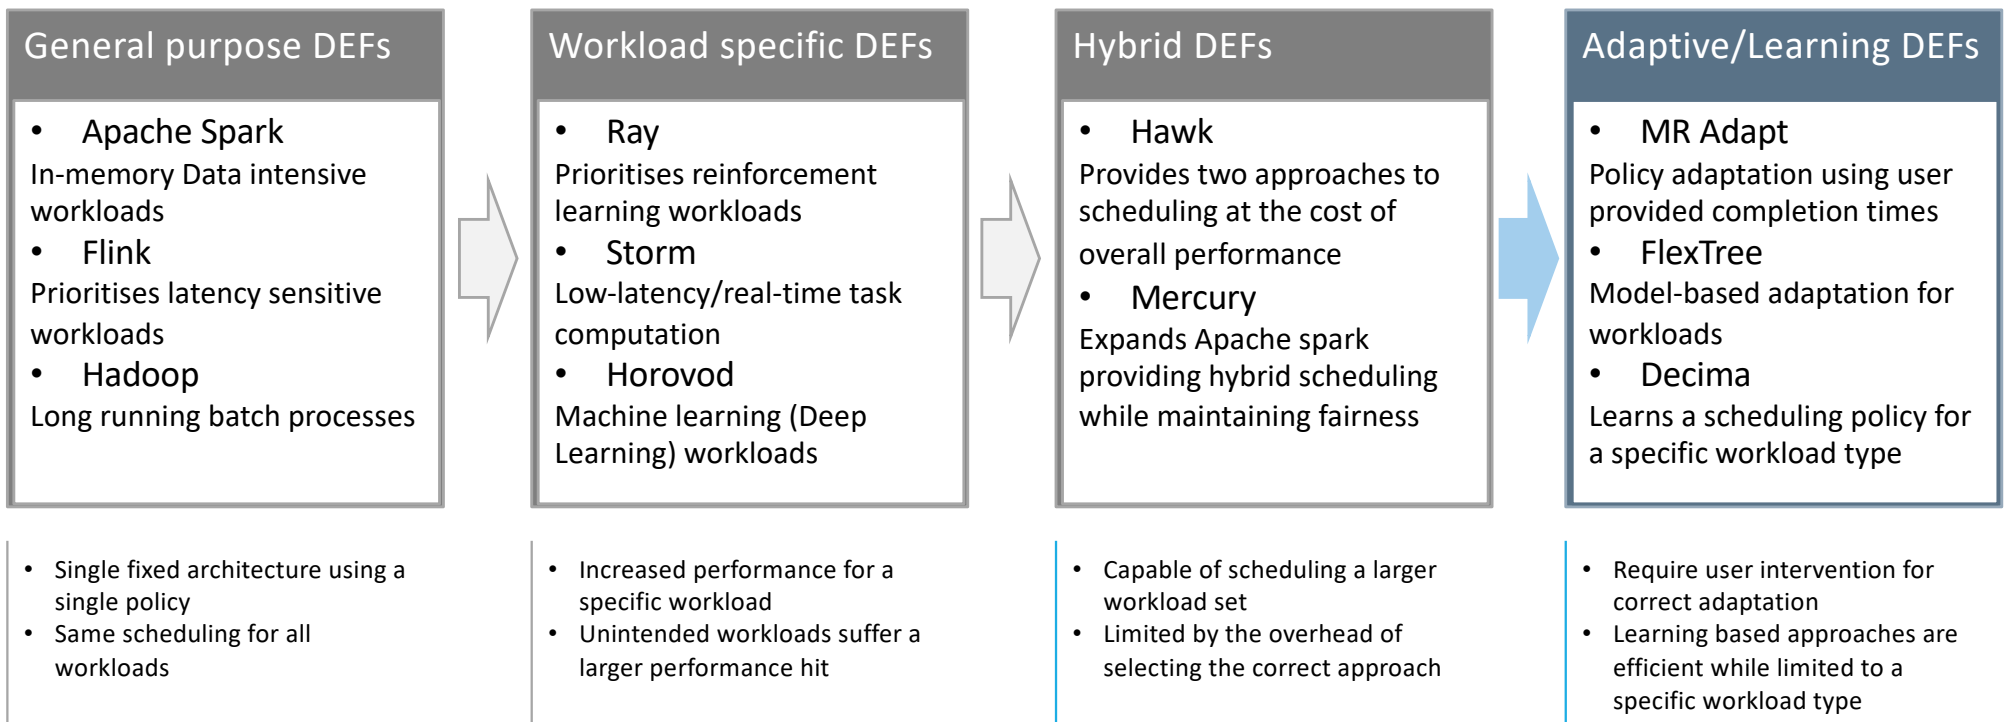 General purpose DEFs
• Apache Spark
In-memory Data intensive
workloads
• Flink
Prioritises latency sensitive
workloads
• Hadoop
Long running batch processes
• Single fixed architecture using a
single policy
• Same scheduling for all
workloads
Workload specific DEFs
• Ray
Prioritises reinforcement
learning workloads
• Storm
Low-latency/real-time task
computation
• Horovod
Machine learning (Deep
Learning) workloads
• Increased performance for a
specific workload
• Unintended workloads suffer a
larger performance hit
Hybrid DEFs
• Hawk
Provides two approaches to
scheduling at the cost of
overall performance
• Mercury
Expands Apache spark
providing hybrid scheduling
while maintaining fairness
• Capable of scheduling a larger
workload set
• Limited by the overhead of
selecting the correct approach
Adaptive/Learning DEFs
• MR Adapt
Policy adaptation using user
provided completion times
• FlexTree
Model-based adaptation for
workloads
• Decima
Learns a scheduling policy for
a specific workload type
• Require user intervention for
correct adaptation
• Learning based approaches are
efficient while limited to a
specific workload type